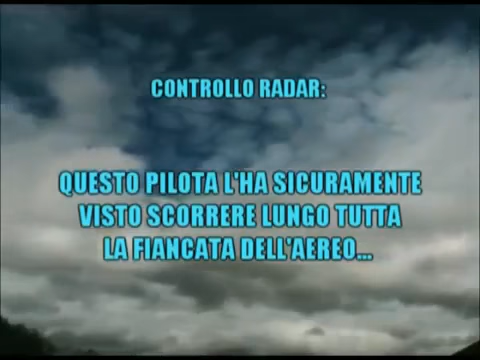 CONTROLLO RADAR:
QUESTO PILOTA L'HA SICURAMENTE
VISTO SCORRERE LUNGO TUTTA
LA FIANCATA DELL'AEREO...